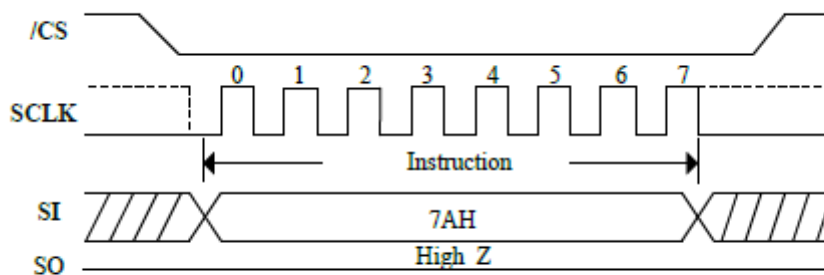 /CS
0 1 2 3 4 5 6 7
SCLK
Instruction
SI
7AH
High Z
SO